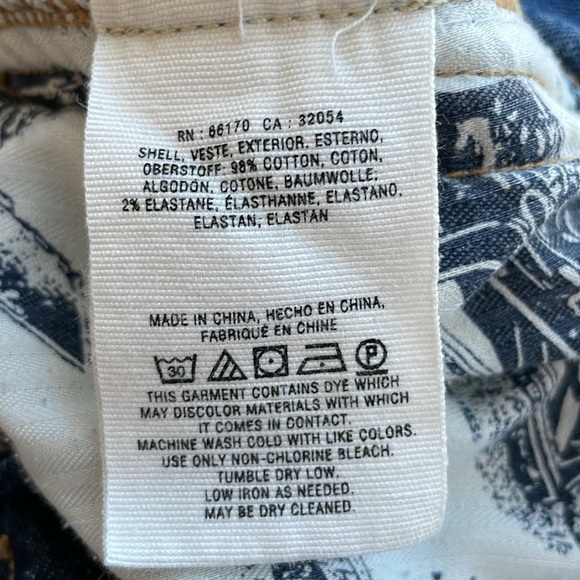 RN : 86170 CA : 32054
SHELL, VESTE, EXTERIOR, ESTERNO,
OBERSTOFF: 98% COTTON, COTON,
ALGODÓN, COTONE, BAUMWOLLE.
2% ELASTANE, ÉLASTHANNE, ELASTANO,
ELASTAN, ELASTAN
MADE IN CHINA, HECHO EN CHINA,
FABRIQUÉ EN CHINE
30 P
THIS GARMENT CONTAINS DYE WHICH
MAY DISCOLOR MATERIALS WITH WHICH
IT COMES IN CONTACT.
MACHINE WASH COLD WITH LIKE COLORS.
USE ONLY NON-CHLORINE BLEACH.
TUMBLE DRY LOW.
LOW IRON AS NEEDED.
MAY BE DRY CLEANED.